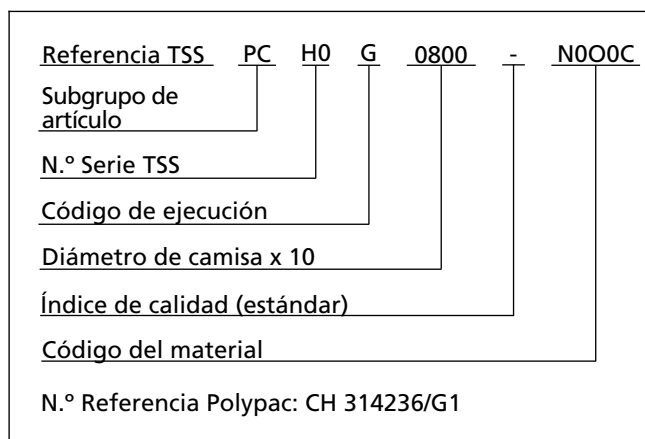 Referencia TSS PC H0 G 0800 - N0O0C
Subgrupo de
artículo
N.º Serie TSS
Código de ejecución
Diámetro de camisa x 10
Índice de calidad (estándar)
Código del material
N.º Referencia Polypac: CH 314236/G1